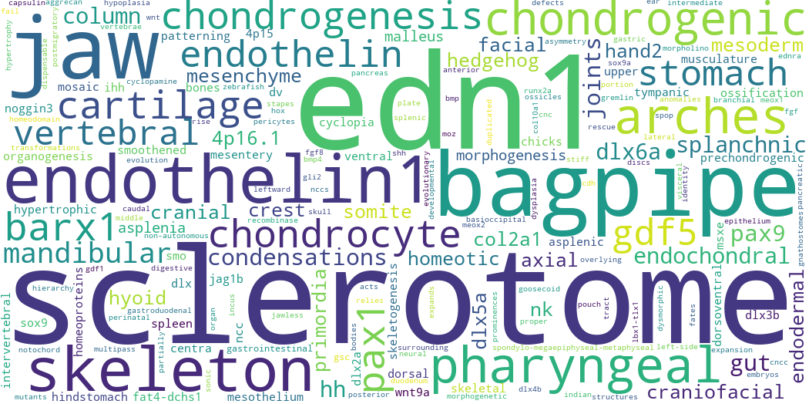 capsulin aggrecan hypoplasia
fail wnt
column chondrogenesis
defects ear intermediate
chondrogenic
vertebrae
hypertrophy
dispensable
postmigratory
jaw
patterning 4p15
malleus
facial
asymmetry
gastric
morpholino
ednra
hand2
mesoderm
cyclopamine
zebrafish
pancreas
endothelin
hedgehog
anterior
joints
sox9a
upper
musculature
stomach
mosaic ihh bones dv
mesenchyme
edn1
plate
splenic
bmp
moz
duplicated
runx2a
ossicles
stapes
hox
col10a1
cnc
gremlin
tympanic
portion
anomalies
ossification
branchial meox1
noggin3
cartilage
rise
pericytes
cyclopia
chicks
rescue
spop
arches
fgf
homeodomain
transformations
vertebral
4p16.1
organogenesis
smoothened
evolution
mesentery
fgf8
bmp4
ventral
shh
morphogenesis
stiff
dlx6a
lateral
splanchnic
prechondrogenic
endothelin1
gli2
leftward nccs
evolutionary
developmental
bagpipe
discs
cdh
visceral
identity
pancreatic
gnathostomes
hypertrophic
caudal
middle
cranial
crest
skull
somite
recombinase
dysplasia
basioccipital
meox2
barx1
asplenia
non-autonomous
chondrocyte
col2a1
asplenic
gdf5
msxe
epithelium
pax9
mandibular
smo
condensations
homeotic
axial
overlying
endochondral
sclerotome
hierarchy
homeoproteins
gdf1
digestive
dlx
jag1b
organ
incus
primordia
acts
relies
skeletogenesis
expands
goosecoid
prominences
nk
proper
pouch
tract
dysmorphic
fates
lbx1-tlx1
left-side
dorsoventral
dlx3b
endodermal
intervertebral
hyoid
gastroduodenal
perinatal
sox9
spleen
partially
ncc
jawless
gsc
dlx2a
bodies
pax1
dlx5a
notochord
multipass
centra
gastrointestinal
sonic
surrounding
neural
duodenum
spondylo-megaepiphyseal-metaphyseal
expansion
skeleton
dorsal
pharyngeal
gut
cncc
embryos
mutants
hindstomach
fat4-dchs1
mesothelium
hh
posterior
wnt9a
skeletal
morphogenetic
dlx4b
indian
structures
craniofacial